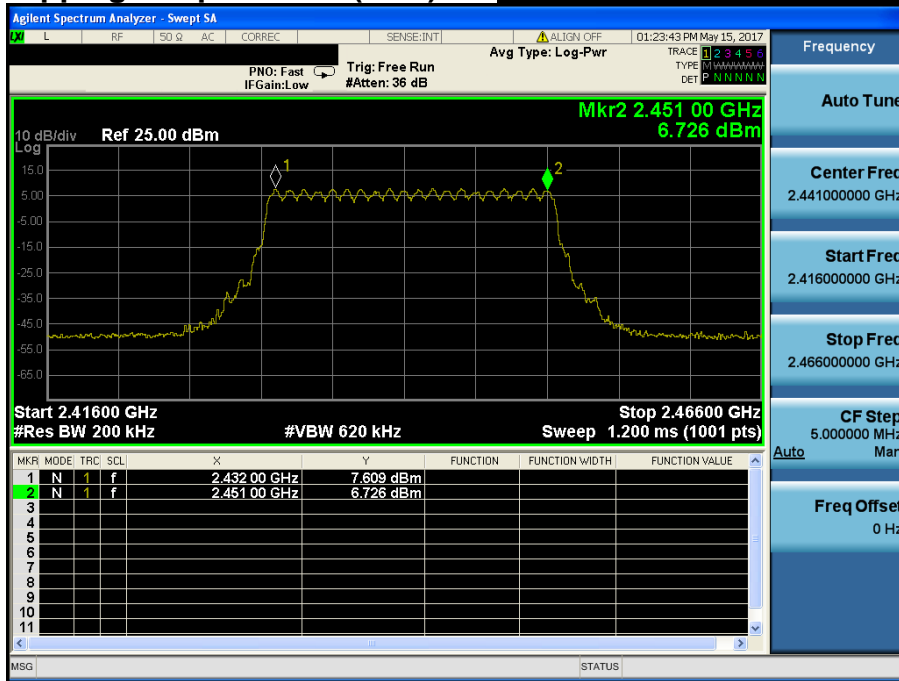 Agilent Spectrum Analyzer - Swept SA
LXI L RF 50 Ω AC CORREC SENSE:INT ALIGN OFF 01:23:43 PM May 15, 2017
Frequency
Avg Type: Log-Pwr
TRACE 1 2 3 4 5 6
PNO: Fast Trig: Free Run
TYPE M
IFGain:Low #Atten: 36 dB
DET P N N N N N
Auto Tune
Mkr2 2.451 00 GHz
10 dB/div Ref 25.00 dBm 6.726 dBm
Log
15.0
5.00
-5.00
-15.0
-25.0
-35.0
-45.0
-55.0
-65.0
1
2
Center Freq
2.441000000 GHz
Start Freq
2.416000000 GHz
Stop Freq
2.466000000 GHz
Start 2.41600 GHz Stop 2.46600 GHz
#Res BW 200 kHz #VBW 620 kHz Sweep 1.200 ms (1001 pts)
CF Step
5.000000 MHz
Auto Man
MKR MODE TRC SCL X Y FUNCTION FUNCTION WIDTH FUNCTION VALUE
1 N 1 f 2.432 00 GHz 7.609 dBm
2 N 1 f 2.451 00 GHz 6.726 dBm
3
4
5
6
7
8
9
10
11
Freq Offset
0 Hz
MSG STATUS